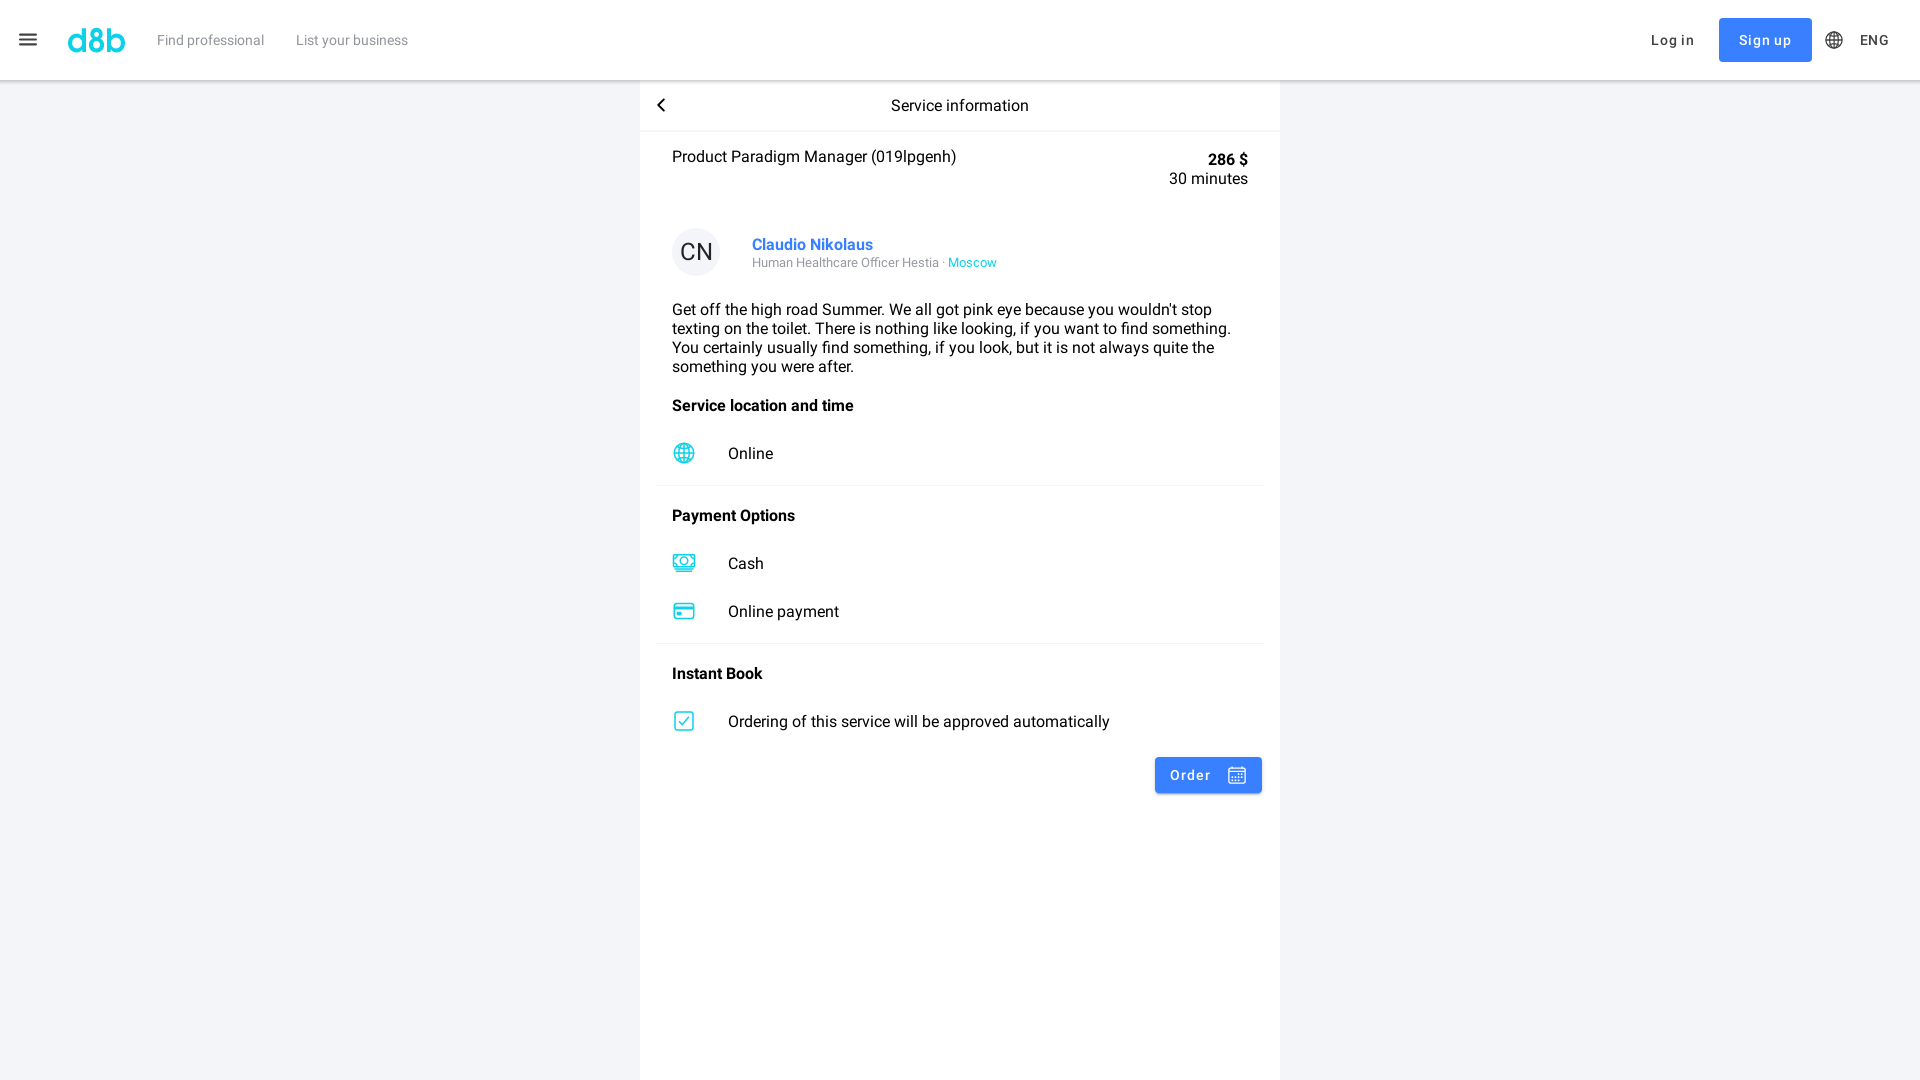 d8b
Find professional
List your business
Log in
Sign up
ENG
Service information
Product Paradigm Manager (019lpgenh)
286 $
30 minutes
CN
Claudio Nikolaus
Human Healthcare Officer Hestia · Moscow
Get off the high road Summer. We all got pink eye because you wouldn't stop
texting on the toilet. There is nothing like looking, if you want to find something.
You certainly usually find something, if you look, but it is not always quite the
something you were after.
Service location and time
Online
Payment Options
Cash
Online payment
Instant Book
Ordering of this service will be approved automatically
Order